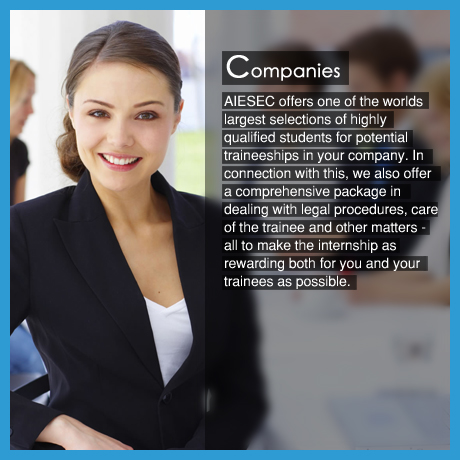 Companies
AIESEC offers one of the worlds
largest selections of highly
qualified students for potential
traineeships in your company. In
connection with this, we also offer
a comprehensive package in
dealing with legal procedures, care
of the trainee and other matters -
all to make the internship as
rewarding both for you and your
trainees as possible.